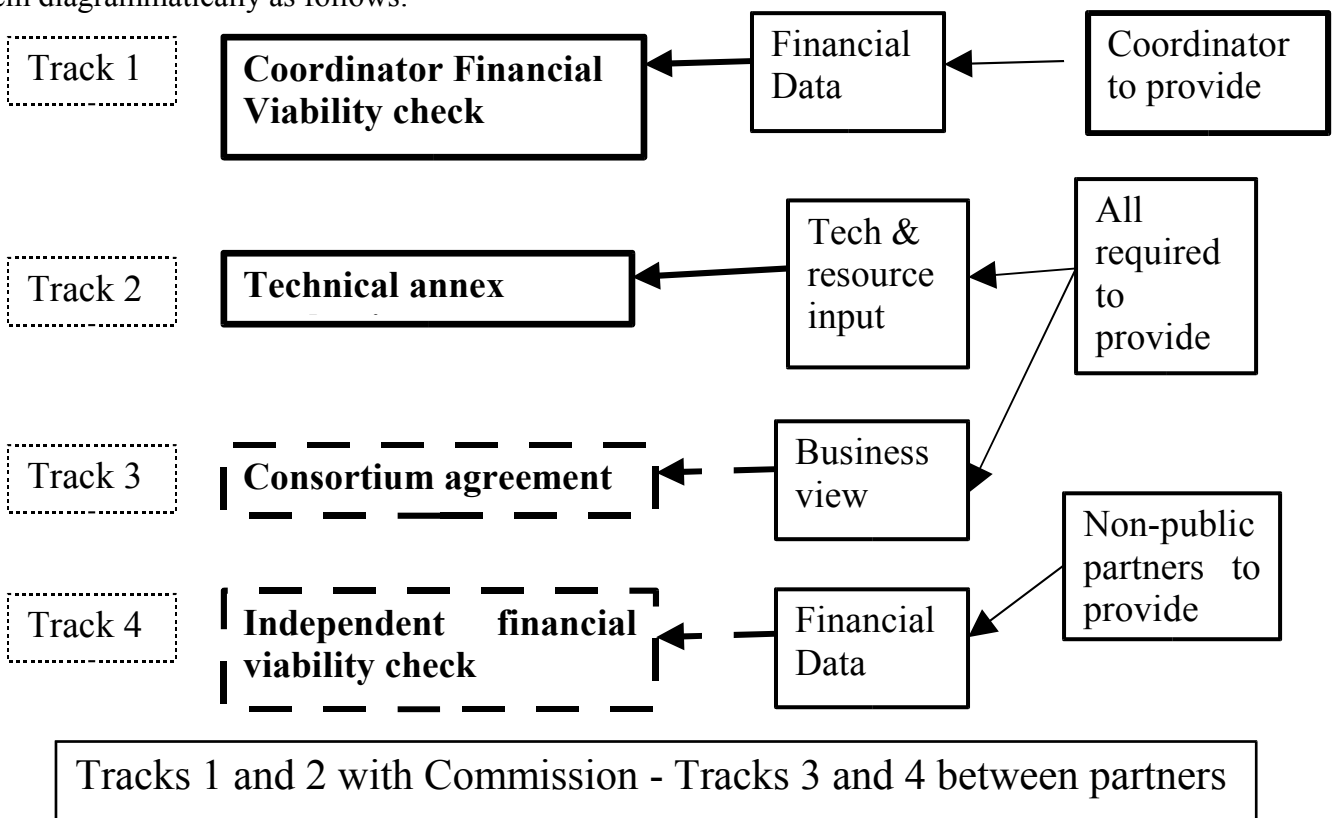 em diagrammatically as follows:
Track 1
Coordinator Financial
Viability check
Financial
Data
Coordinator
to provide
Track 2
Technical annex
Tech &
resource
input
All
required
to
provide
Track 3
Consortium agreement
Business
view
Non-public
partners to
provide
Track 4
Independent financial
viability check
Financial
Data
Tracks 1 and 2 with Commission - Tracks 3 and 4 between partners